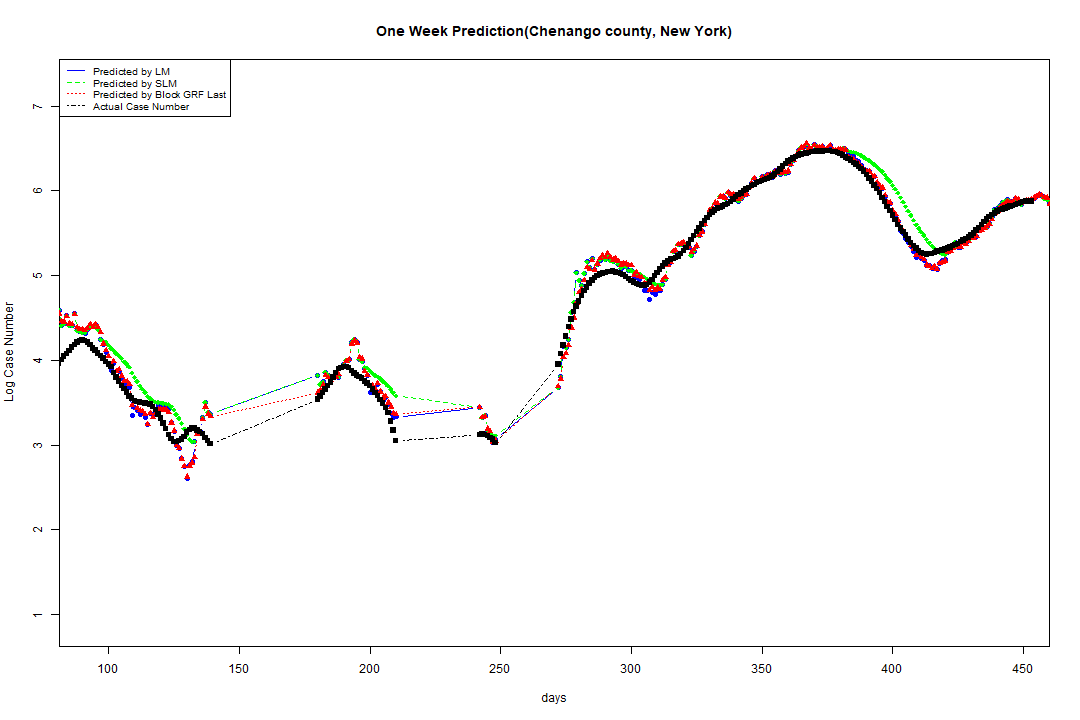 One Week Prediction(Chenango county, New York)
Predicted by LM
Predicted by SLM
Predicted by Block GRF Last
Actual Case Number
7
6
5
4
3
2
1
Log Case Number
100 150 200 250 300 350 400 450
days